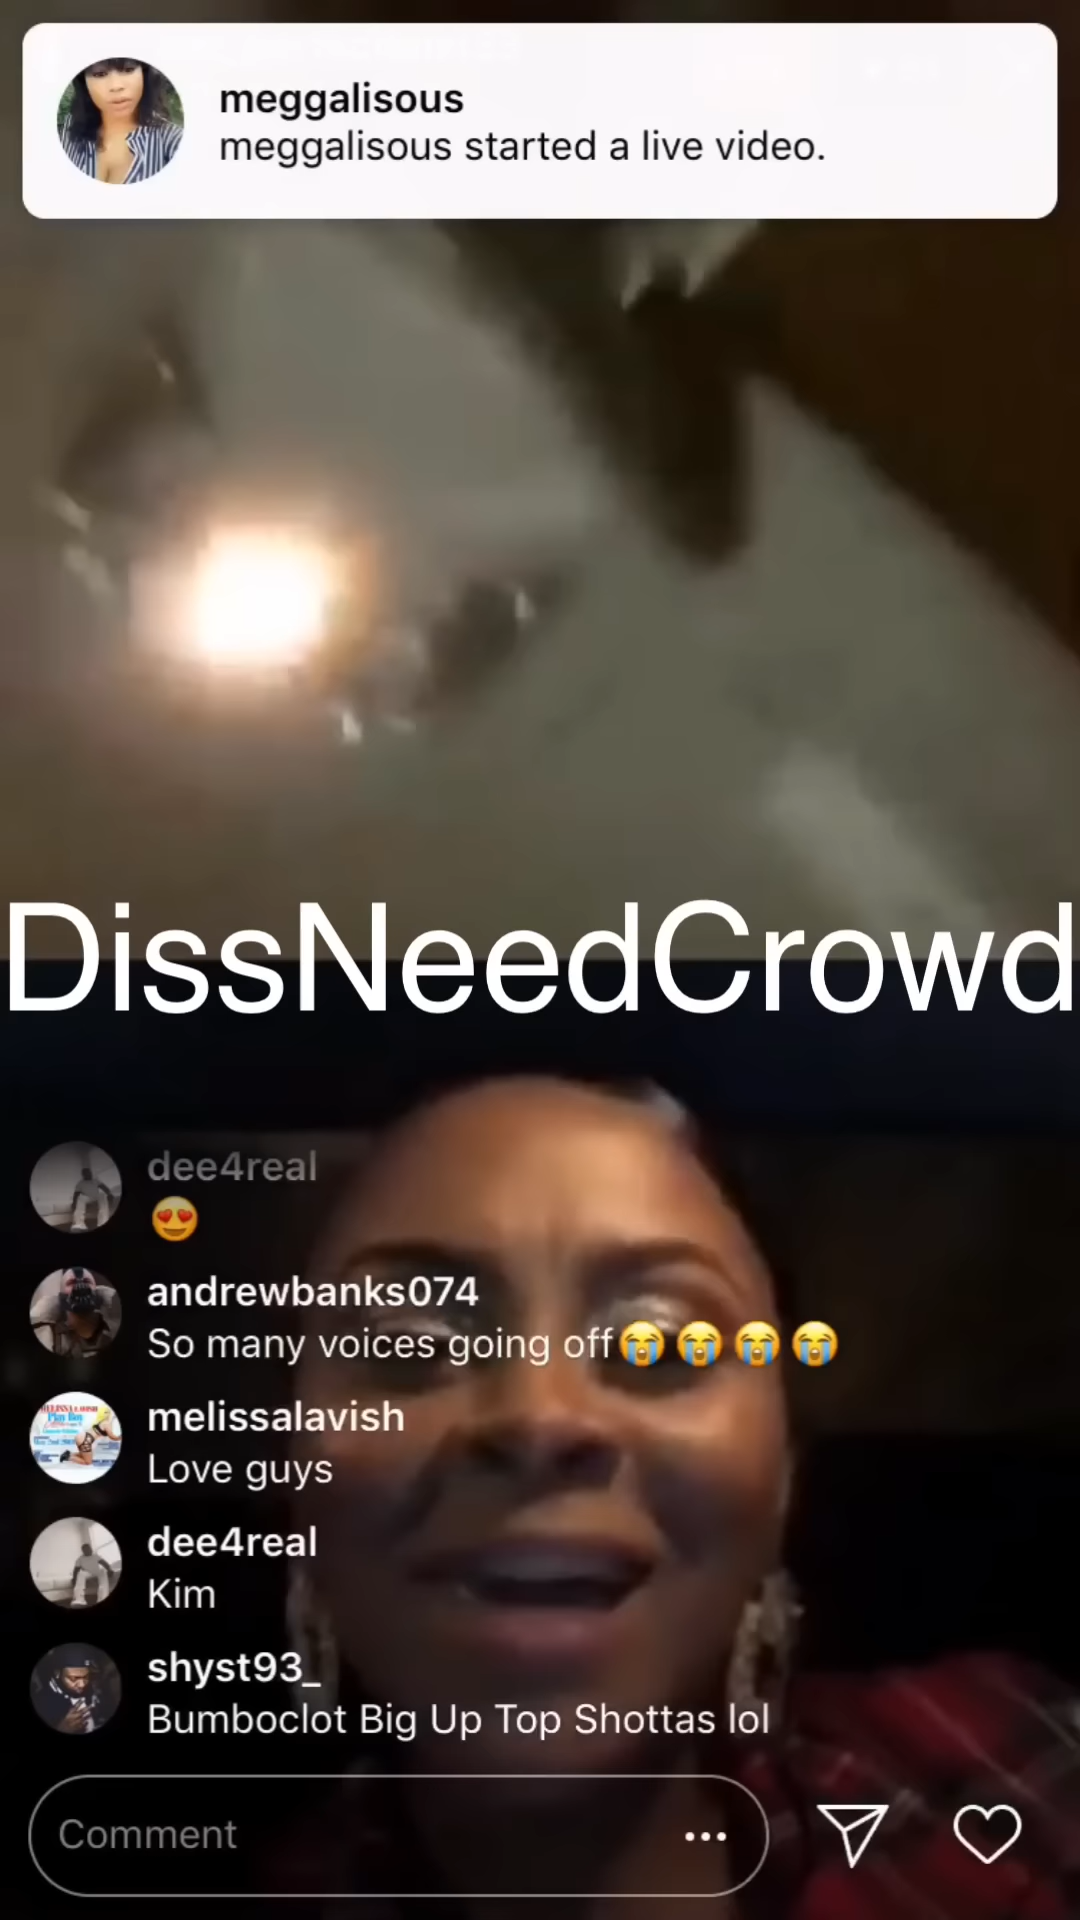 meggalisous
meggalisous started a live video.
DissNeedCrowd
dee4real
😍
andrewbanks074
So many voices going off😭😭😭😭
melissalavish
Love guys
dee4real
Kim
shyst93_
Bumboclot Big Up Top Shottas lol
Comment